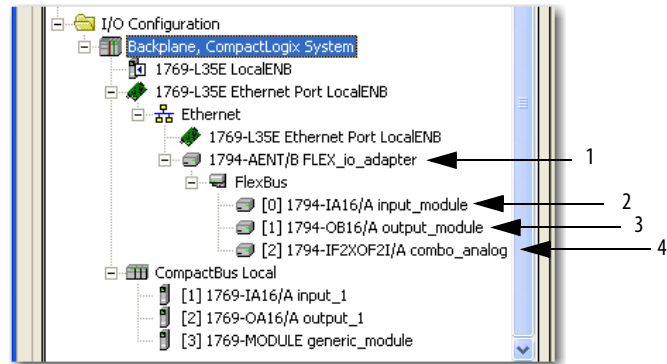 I/O Configuration
Backplane, CompactLogix System
1769-L35E LocalENB
1769-L35E Ethernet Port LocalENB
Ethernet
1769-L35E Ethernet Port LocalENB
1794-AENT/B FLEX_io_adapter 1
FlexBus
[0] 1794-IA16/A input_module 2
[1] 1794-OB16/A output_module 3
[2] 1794-IF2XOF2I/A combo_analog 4
CompactBus Local
[1] 1769-IA16/A input_1
[2] 1769-OA16/A output_1
[3] 1769-MODULE generic_module